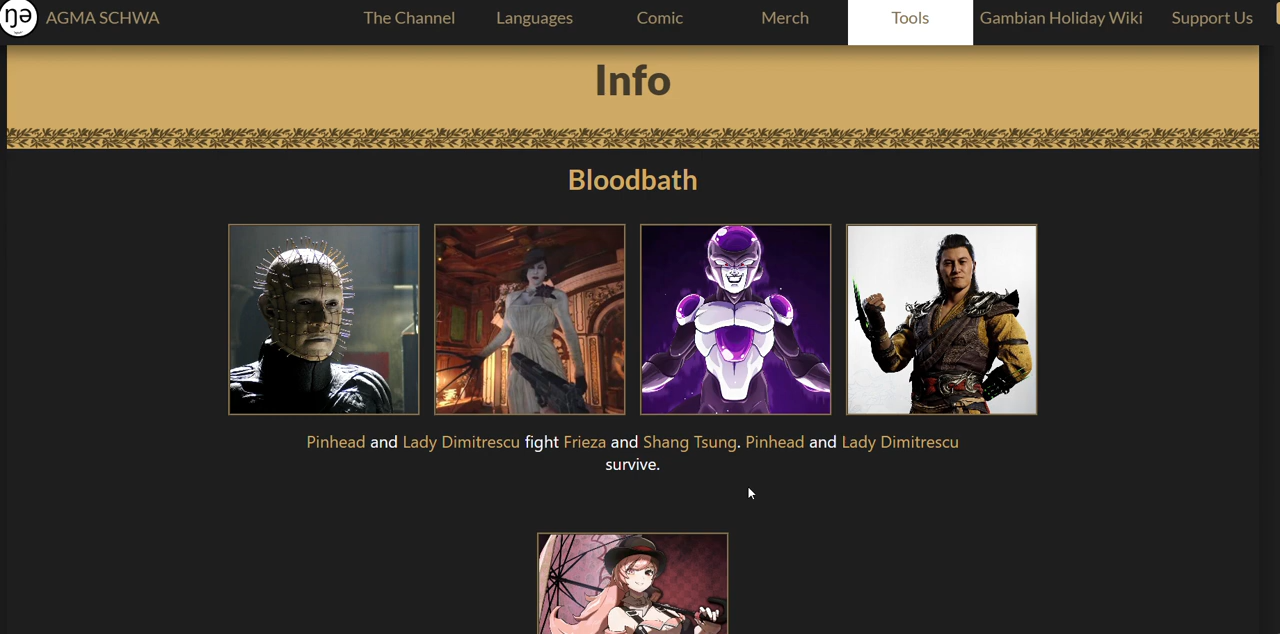 ŋə AGMA SCHWA The Channel Languages Comic Merch Tools Gambian Holiday Wiki Support Us
Info
Bloodbath
Pinhead and Lady Dimitrescu fight Frieza and Shang Tsung. Pinhead and Lady Dimitrescu
survive.